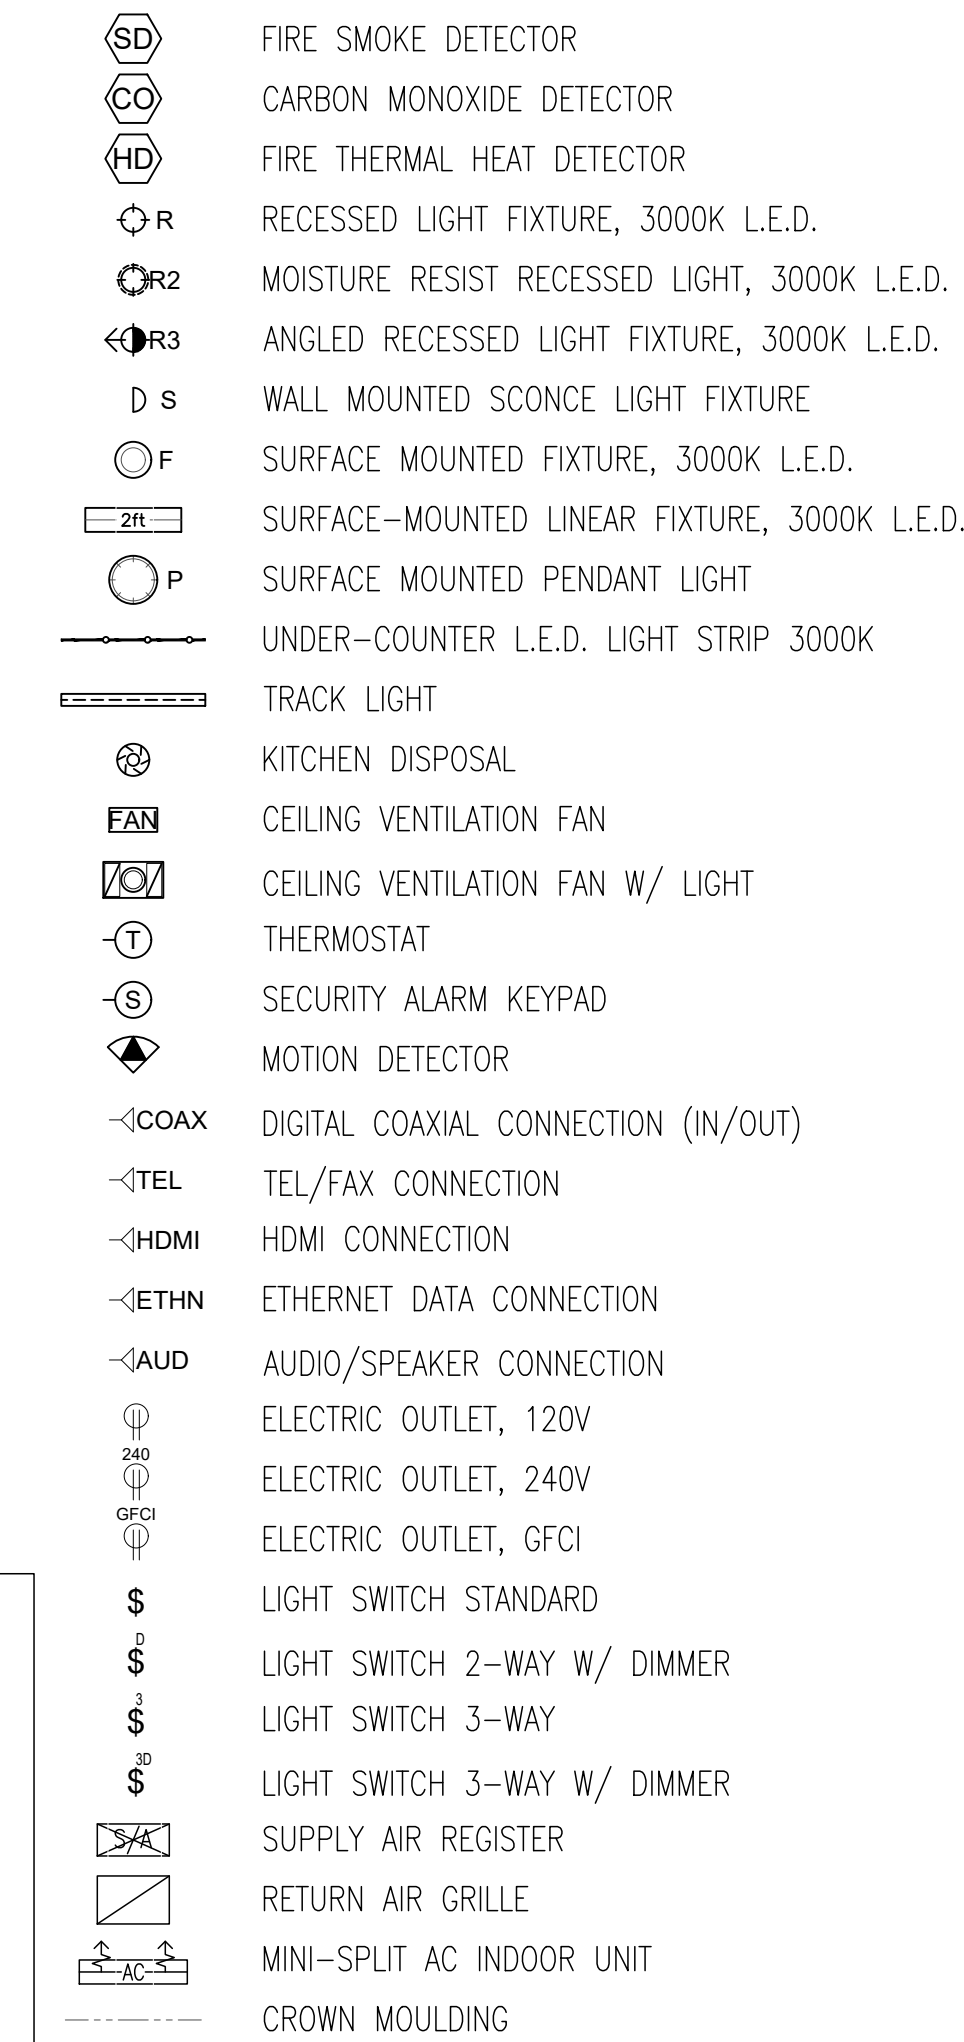 SD FIRE SMOKE DETECTOR
CO CARBON MONOXIDE DETECTOR
HD FIRE THERMAL HEAT DETECTOR
R RECESSED LIGHT FIXTURE, 3000K L.E.D.
R2 MOISTURE RESIST RECESSED LIGHT, 3000K L.E.D.
R3 ANGLED RECESSED LIGHT FIXTURE, 3000K L.E.D.
S WALL MOUNTED SCONCE LIGHT FIXTURE
F SURFACE MOUNTED FIXTURE, 3000K L.E.D.
2ft SURFACE-MOUNTED LINEAR FIXTURE, 3000K L.E.D.
P SURFACE MOUNTED PENDANT LIGHT
UNDER-COUNTER L.E.D. LIGHT STRIP 3000K
TRACK LIGHT
KITCHEN DISPOSAL
FAN CEILING VENTILATION FAN
CEILING VENTILATION FAN W/ LIGHT
T THERMOSTAT
S SECURITY ALARM KEYPAD
MOTION DETECTOR
COAX DIGITAL COAXIAL CONNECTION (IN/OUT)
TEL TEL/FAX CONNECTION
HDMI HDMI CONNECTION
ETHN ETHERNET DATA CONNECTION
AUD AUDIO/SPEAKER CONNECTION
ELECTRIC OUTLET, 120V
240 ELECTRIC OUTLET, 240V
GFCI ELECTRIC OUTLET, GFCI
$ LIGHT SWITCH STANDARD
$ D LIGHT SWITCH 2-WAY W/ DIMMER
$ 3 LIGHT SWITCH 3-WAY
$ 3D LIGHT SWITCH 3-WAY W/ DIMMER
S/A SUPPLY AIR REGISTER
RETURN AIR GRILLE
AC MINI-SPLIT AC INDOOR UNIT
CROWN MOULDING